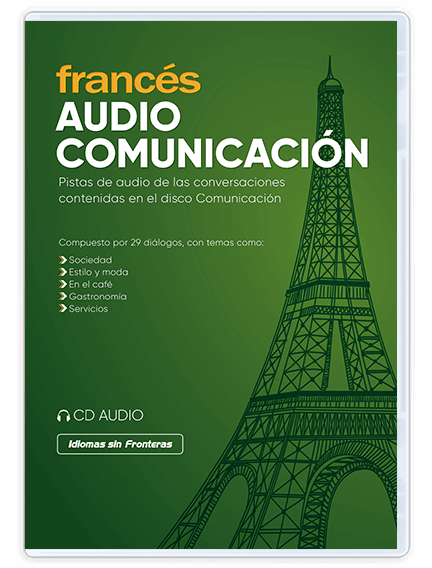 francés
AUDIO
COMUNICACIÓN
Pistas de audio de las conversaciones
contenidas en el disco Comunicación
Compuesto por 29 diálogos, con temas como:
Sociedad
Estilo y moda
En el café
Gastronomía
Servicios
CD AUDIO
Idiomas sin Fronteras